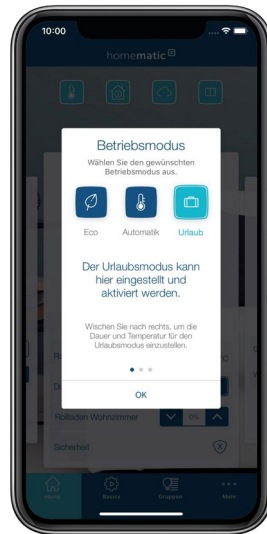 10:00
homematic IP
Betriebsmodus
Wählen Sie den gewünschten
Betriebsmodus aus.
Eco Automatik Urlaub
Der Urlaubsmodus kann
hier eingestellt und
aktiviert werden.
Wischen Sie nach rechts, um die
Dauer und Temperatur für den
Urlaubsmodus einzustellen.
OK
Rolladen Wohnzimmer 0%
Sicherheit
Home Basics Gruppen Mehr